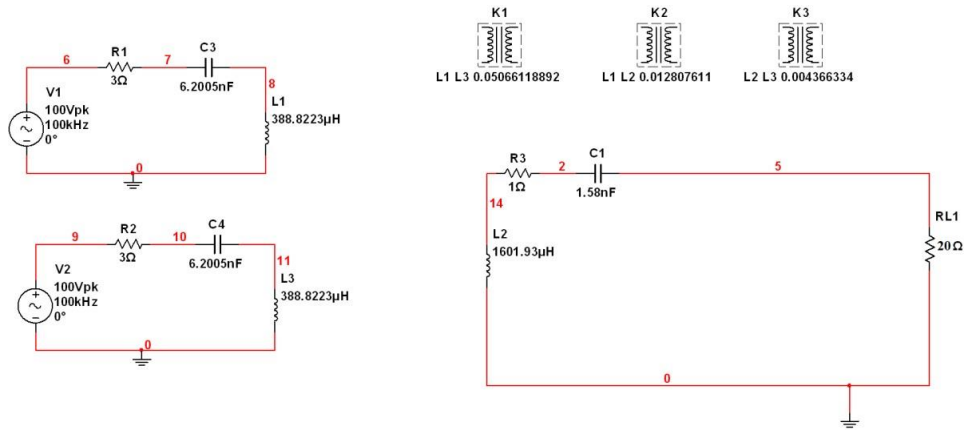 K1
K2
K3
L1 L3 0.05066118892
L1 L2 0.012807611
L2 L3 0.004366334
6
R1
3Ω
7
C3
6.2005nF
8
L1
388.8223µH
V1
100Vpk
100kHz
0°
0
9
R2
3Ω
10
C4
6.2005nF
11
L3
388.8223µH
V2
100Vpk
100kHz
0°
0
R3
1Ω
2
C1
1.58nF
5
14
L2
1601.93µH
RL1
20Ω
0